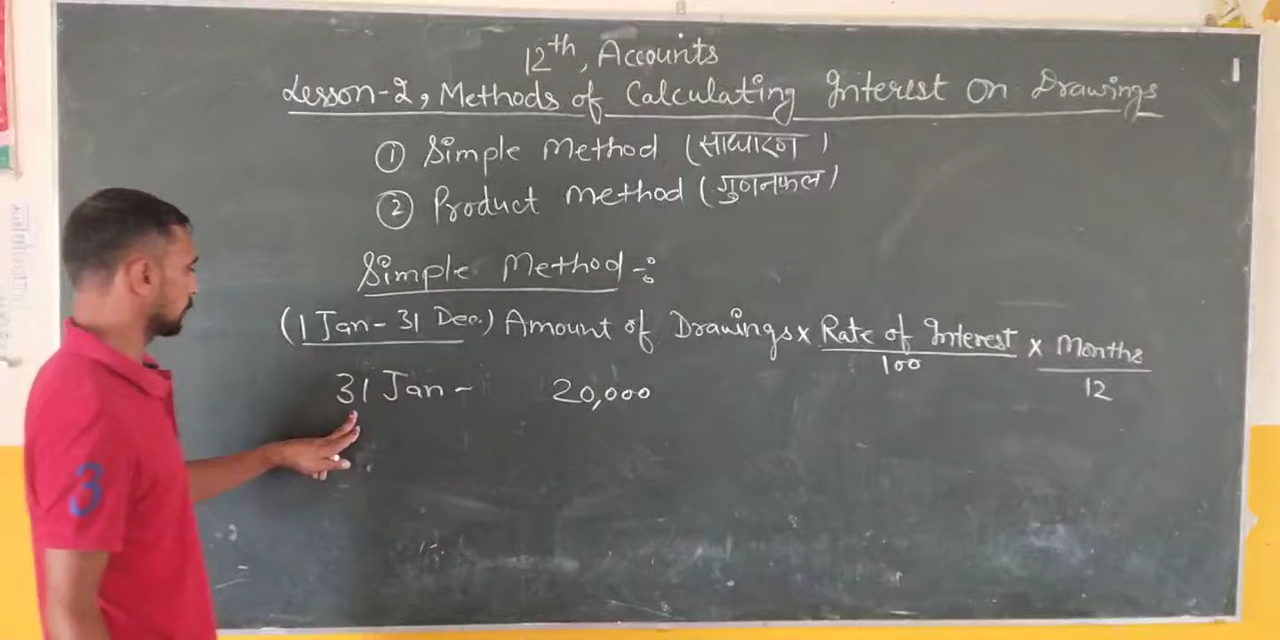 12th, Accounts
Lesson-2, Methods of Calculating Interest On Drawings
① Simple Method (साधारण)
② Product Method (गुणनफल)
Simple Method -:
(1 Jan - 31 Dec.) Amount of Drawings x Rate of Interest/100 x Months/12
31 Jan - 20,000
3